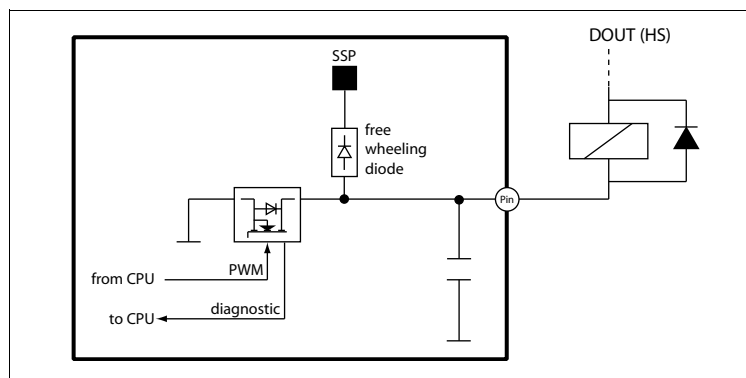 DOUT (HS)
SSP
free
wheeling
diode
Pin
PWM
from CPU
diagnostic
to CPU